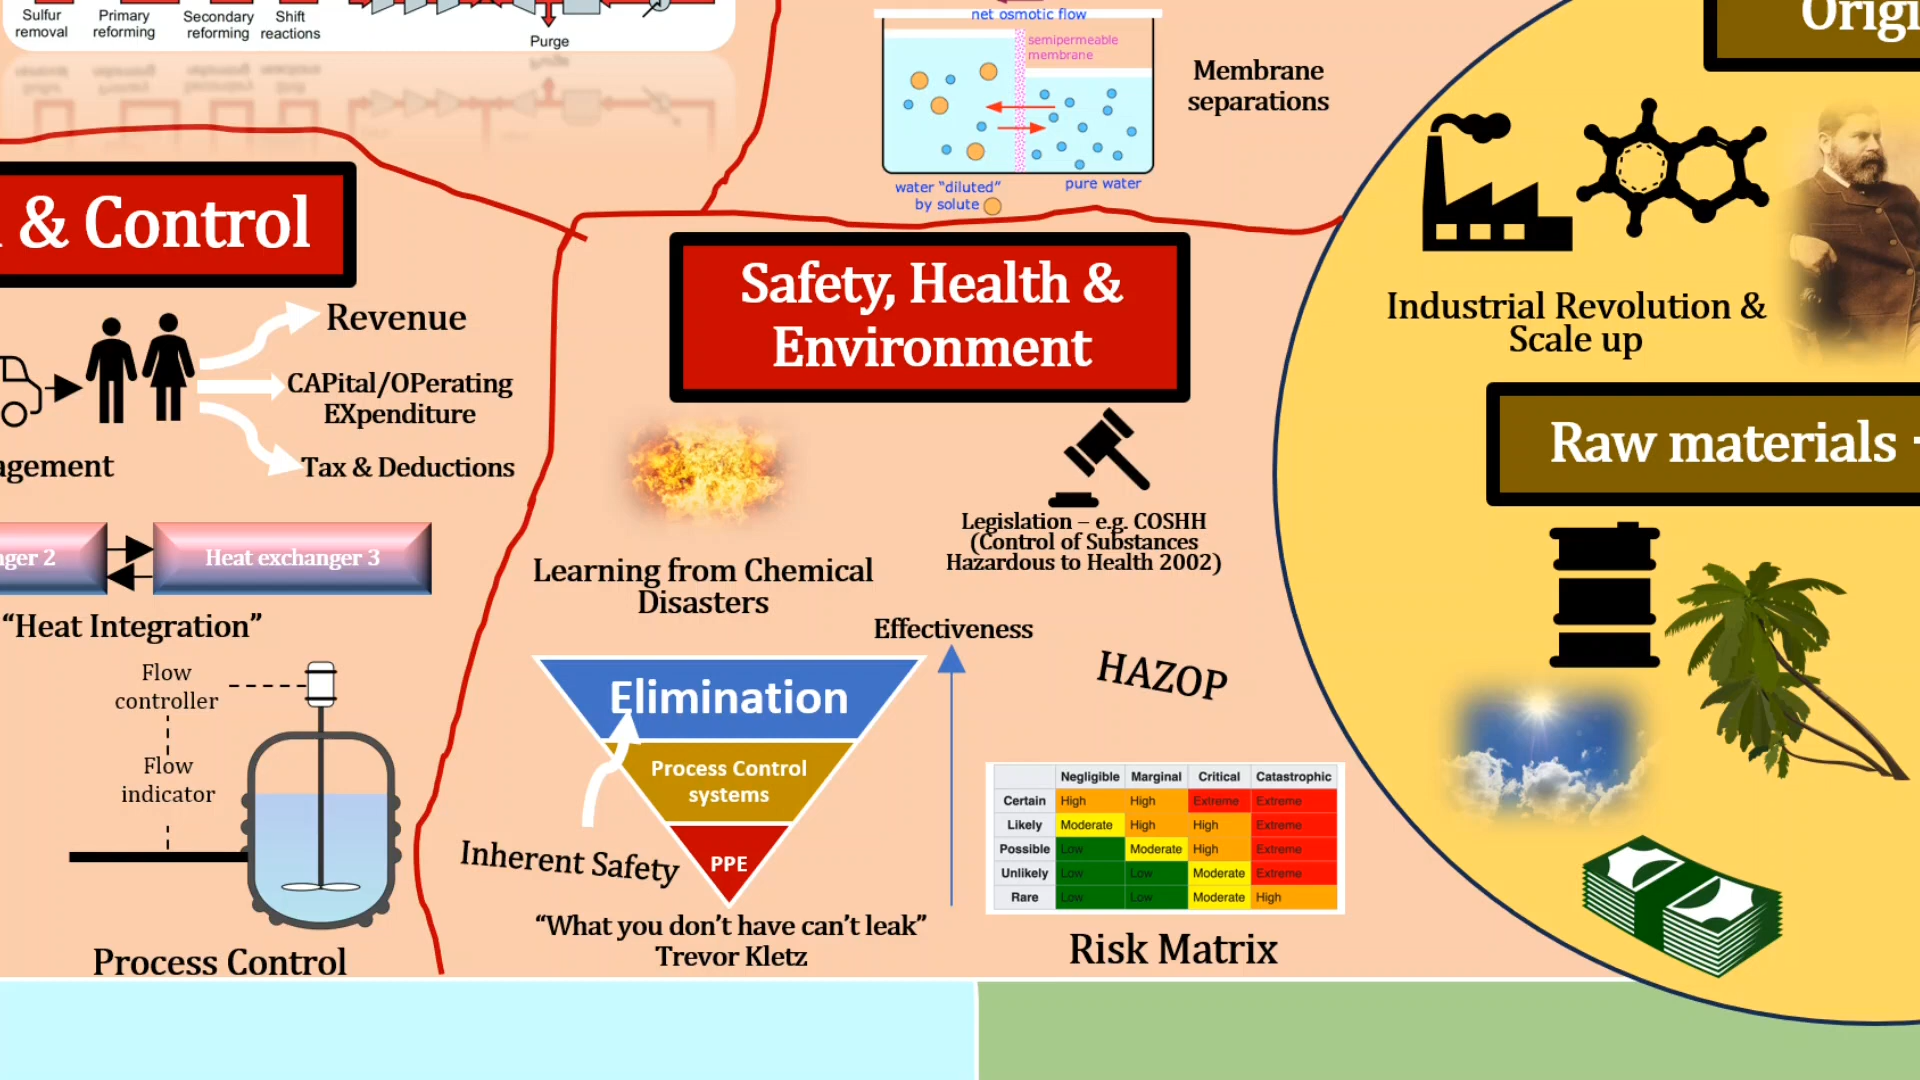 Sulfur
removal
Primary
reforming
Secondary
reforming
Shift
reactions
Purge
net osmotic flow
semipermeable
membrane
water “diluted”
by solute
pure water
Membrane
separations
& Control
Revenue
CAPital/OPerating
EXpenditure
Tax & Deductions
Heat exchanger 3
“Heat Integration”
Flow
controller
Flow
indicator
Process Control
Safety, Health &
Environment
Learning from Chemical
Disasters
Legislation – e.g. COSHH
(Control of Substances
Hazardous to Health 2002)
Effectiveness
Elimination
Process Control
systems
PPE
Inherent Safety
“What you don’t have can’t leak”
Trevor Kletz
HAZOP
Negligible Marginal Critical Catastrophic
Certain High High Extreme Extreme
Likely Moderate High High Extreme
Possible Low Moderate High Extreme
Unlikely Low Low Moderate Extreme
Rare Low Low Moderate High
Risk Matrix
Industrial Revolution &
Scale up
Raw materials